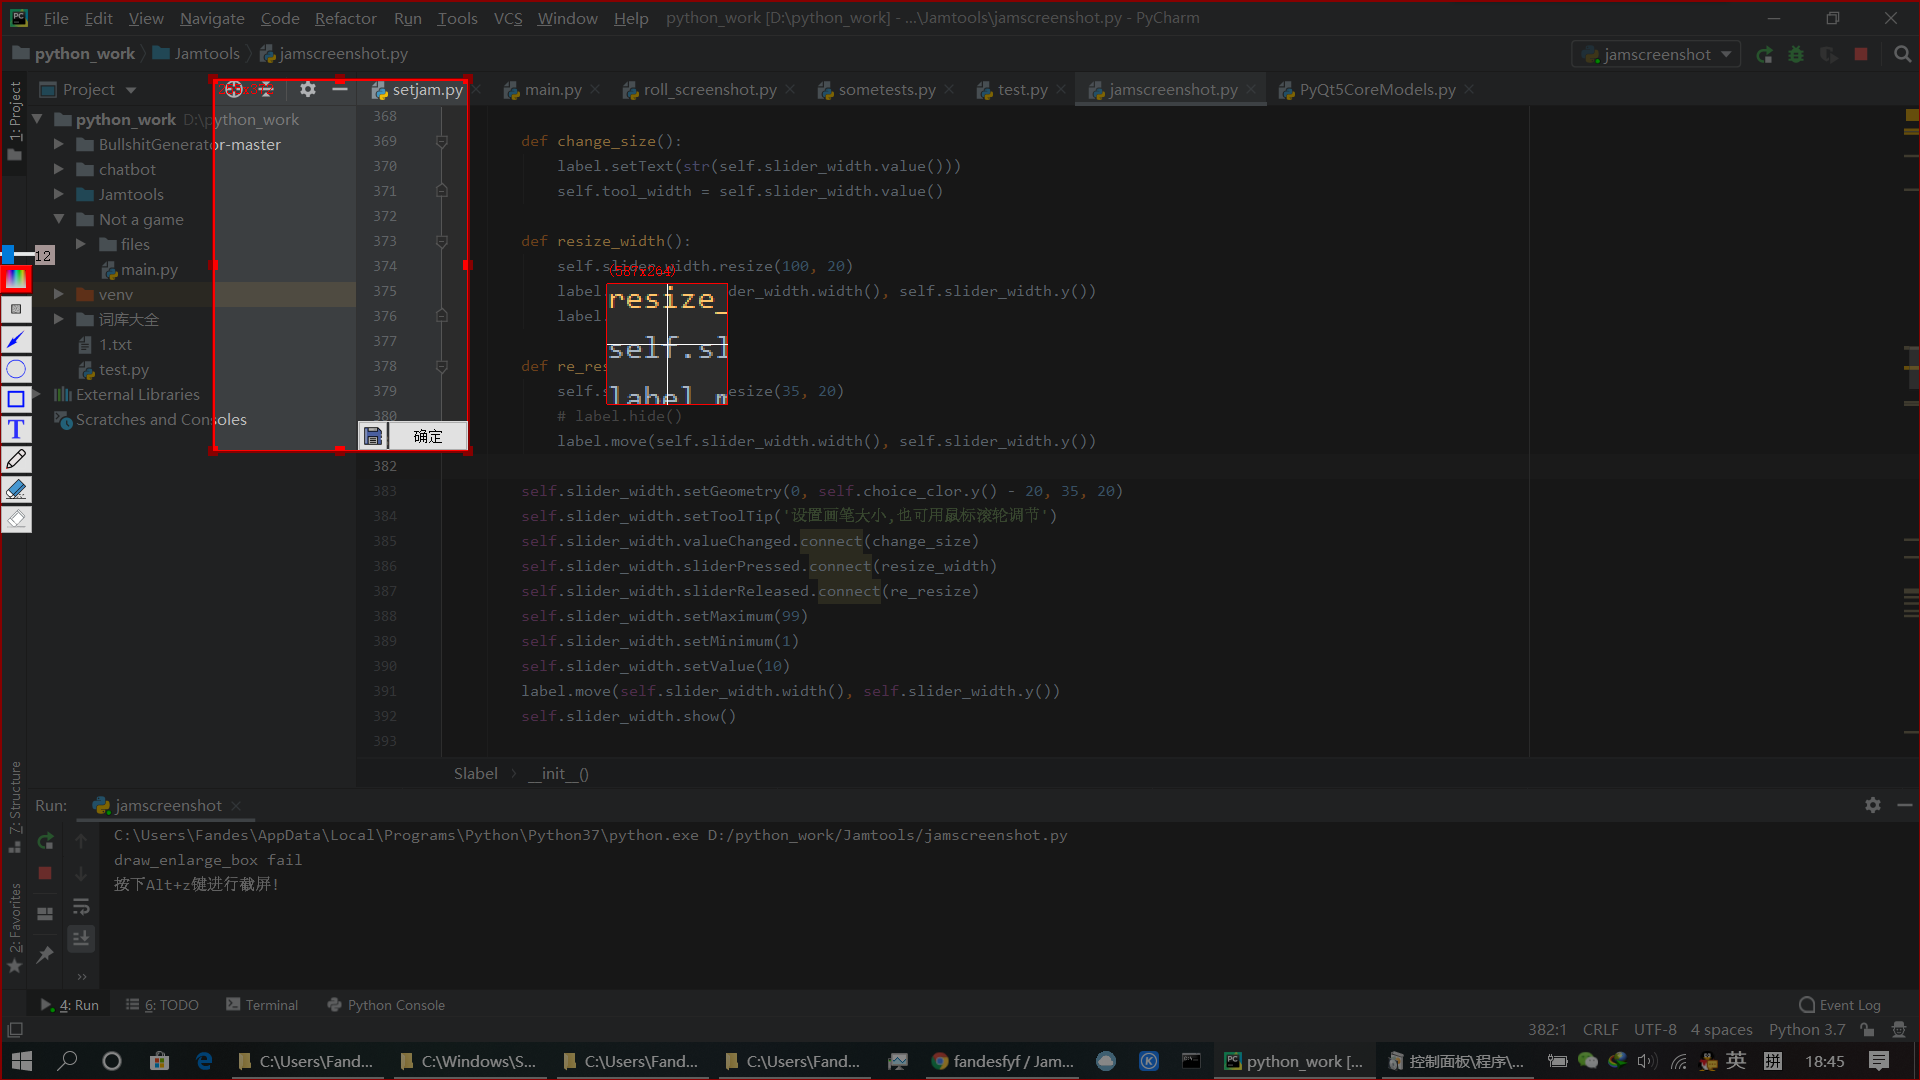 File Edit View Navigate Code Refactor Run Tools VCS Window Help python_work [D:\python_work] - ...\Jamtools\jamscreenshot.py - PyCharm
python_work Jamtools jamscreenshot.py
jamscreenshot
1: Project
Project
setjam.py main.py roll_screenshot.py sometests.py test.py jamscreenshot.py PyQt5CoreModels.py
python_work D:\python_work
BullshitGenerator-master
chatbot
Jamtools
Not a game
files
main.py
venv
词库大全
1.txt
test.py
External Libraries
Scratches and Consoles
12
T
确定
368
369 def change_size():
370 label.setText(str(self.slider_width.value()))
371 self.tool_width = self.slider_width.value()
372
373 def resize_width():
374 self.slider_width.resize(100, 20)
(587x264)
375 label der_width.width(), self.slider_width.y())
376 label.
377
378 def re_res
379 self.s esize(35, 20)
380 # label.hide()
label.move(self.slider_width.width(), self.slider_width.y())
resize_
self.sl
label m
382
383 self.slider_width.setGeometry(0, self.choice_clor.y() - 20, 35, 20)
384 self.slider_width.setToolTip('设置画笔大小,也可用鼠标滚轮调节')
385 self.slider_width.valueChanged.connect(change_size)
386 self.slider_width.sliderPressed.connect(resize_width)
387 self.slider_width.sliderReleased.connect(re_resize)
388 self.slider_width.setMaximum(99)
389 self.slider_width.setMinimum(1)
390 self.slider_width.setValue(10)
391 label.move(self.slider_width.width(), self.slider_width.y())
392 self.slider_width.show()
393
Slabel __init__()
7: Structure
2: Favorites
Run: jamscreenshot
C:\Users\Fandes\AppData\Local\Programs\Python\Python37\python.exe D:/python_work/Jamtools/jamscreenshot.py
draw_enlarge_box fail
按下Alt+z键进行截屏!
4: Run 6: TODO Terminal Python Console Event Log
382:1 CRLF UTF-8 4 spaces Python 3.7
C:\Users\Fand... C:\Windows\S... C:\Users\Fand... C:\Users\Fand... fandesfyf / Jam... python_work [... 控制面板\程序\... 英 拼 18:45